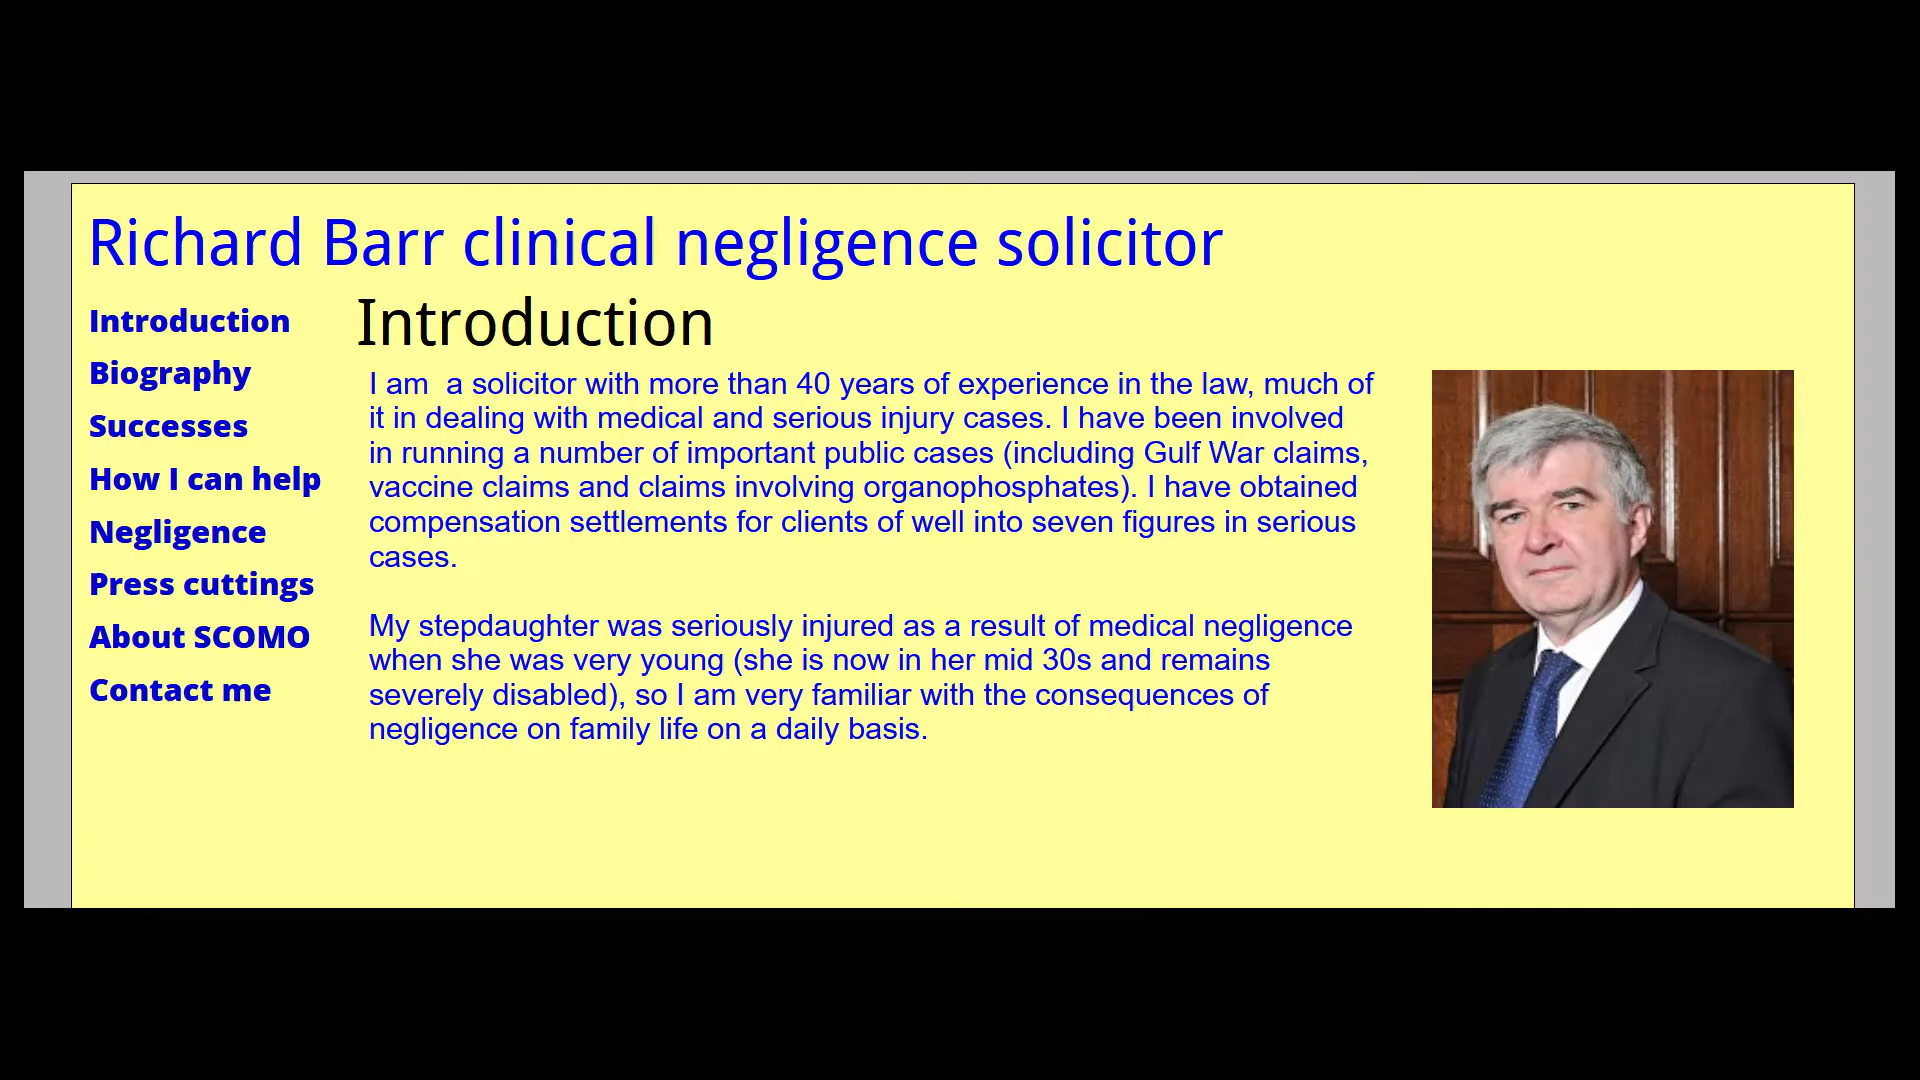 Richard Barr clinical negligence solicitor
Introduction
Biography
Successes
How I can help
Negligence
Press cuttings
About SCOMO
Contact me
Introduction
I am  a solicitor with more than 40 years of experience in the law, much of
it in dealing with medical and serious injury cases. I have been involved
in running a number of important public cases (including Gulf War claims,
vaccine claims and claims involving organophosphates). I have obtained
compensation settlements for clients of well into seven figures in serious
cases.
My stepdaughter was seriously injured as a result of medical negligence
when she was very young (she is now in her mid 30s and remains
severely disabled), so I am very familiar with the consequences of
negligence on family life on a daily basis.